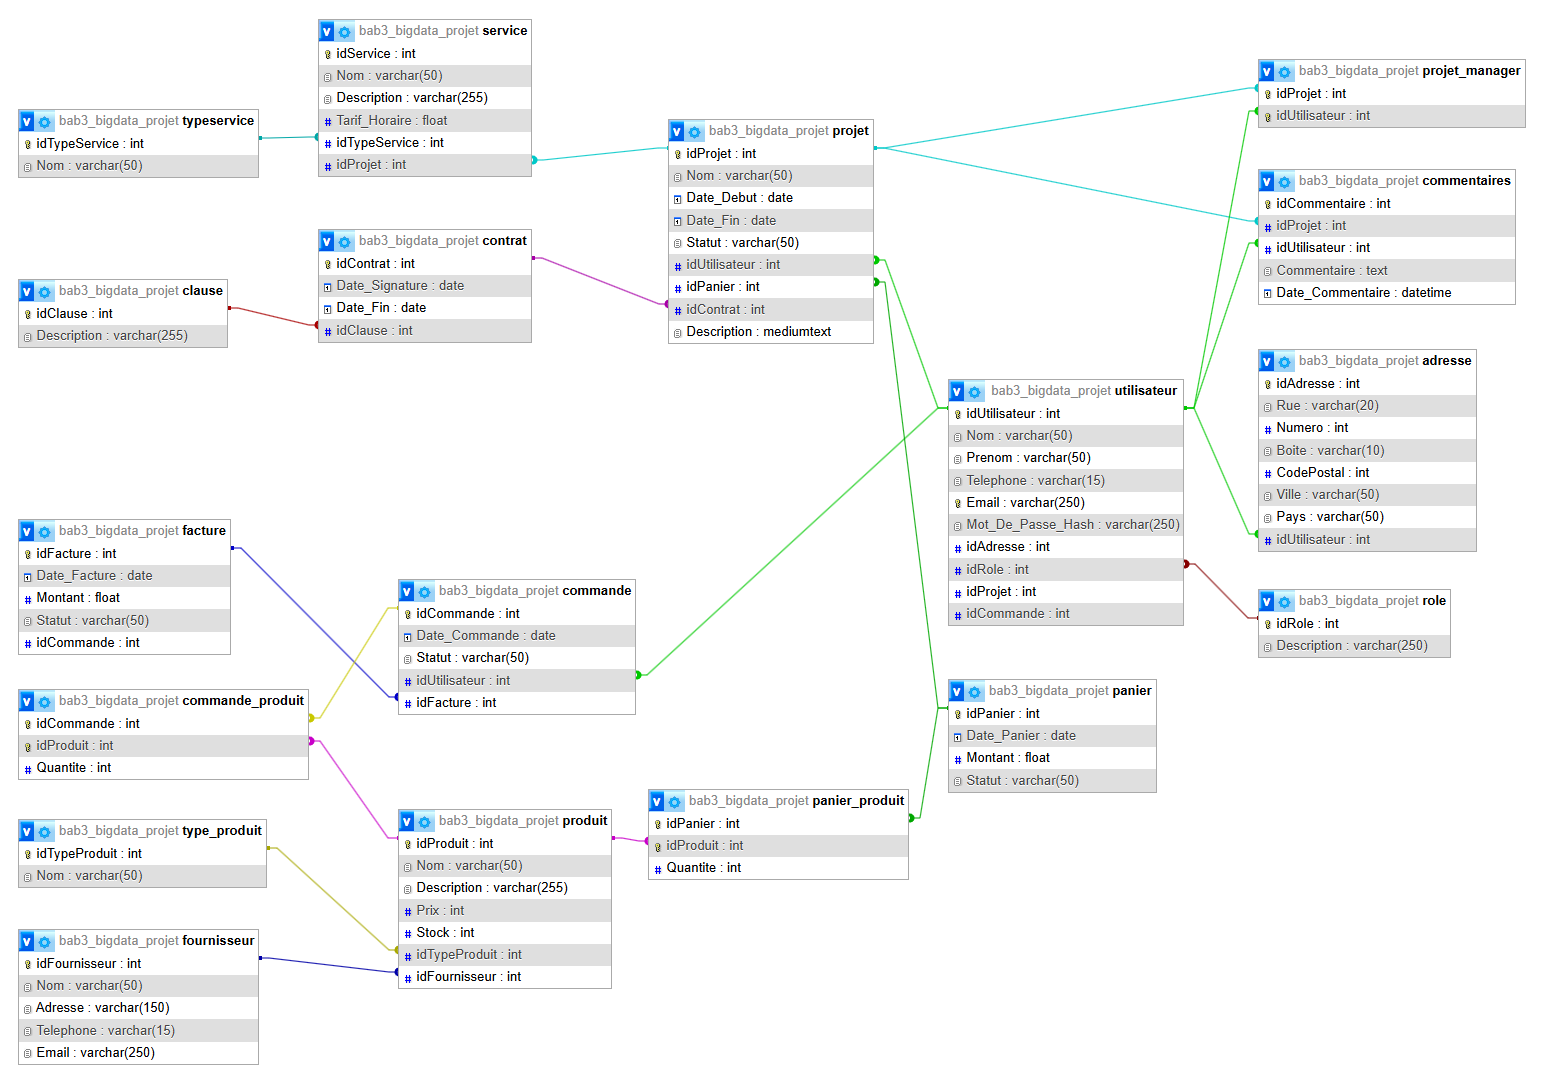 bab3_bigdata_projet service
idService : int
Nom : varchar(50)
Description : varchar(255)
Tarif_Horaire : float
idTypeService : int
idProjet : int
bab3_bigdata_projet typeservice
idTypeService : int
Nom : varchar(50)
bab3_bigdata_projet projet
idProjet : int
Nom : varchar(50)
Date_Debut : date
Date_Fin : date
Statut : varchar(50)
idUtilisateur : int
idPanier : int
idContrat : int
Description : mediumtext
bab3_bigdata_projet projet_manager
idProjet : int
idUtilisateur : int
bab3_bigdata_projet commentaires
idCommentaire : int
idProjet : int
idUtilisateur : int
Commentaire : text
Date_Commentaire : datetime
bab3_bigdata_projet contrat
idContrat : int
Date_Signature : date
Date_Fin : date
idClause : int
bab3_bigdata_projet clause
idClause : int
Description : varchar(255)
bab3_bigdata_projet utilisateur
idUtilisateur : int
Nom : varchar(50)
Prenom : varchar(50)
Telephone : varchar(15)
Email : varchar(250)
Mot_De_Passe_Hash : varchar(250)
idAdresse : int
idRole : int
idProjet : int
idCommande : int
bab3_bigdata_projet adresse
idAdresse : int
Rue : varchar(20)
Numero : int
Boite : varchar(10)
CodePostal : int
Ville : varchar(50)
Pays : varchar(50)
idUtilisateur : int
bab3_bigdata_projet role
idRole : int
Description : varchar(250)
bab3_bigdata_projet facture
idFacture : int
Date_Facture : date
Montant : float
Statut : varchar(50)
idCommande : int
bab3_bigdata_projet commande
idCommande : int
Date_Commande : date
Statut : varchar(50)
idUtilisateur : int
idFacture : int
bab3_bigdata_projet commande_produit
idCommande : int
idProduit : int
Quantite : int
bab3_bigdata_projet panier
idPanier : int
Date_Panier : date
Montant : float
Statut : varchar(50)
bab3_bigdata_projet type_produit
idTypeProduit : int
Nom : varchar(50)
bab3_bigdata_projet produit
idProduit : int
Nom : varchar(50)
Description : varchar(255)
Prix : int
Stock : int
idTypeProduit : int
idFournisseur : int
bab3_bigdata_projet panier_produit
idPanier : int
idProduit : int
Quantite : int
bab3_bigdata_projet fournisseur
idFournisseur : int
Nom : varchar(50)
Adresse : varchar(150)
Telephone : varchar(15)
Email : varchar(250)